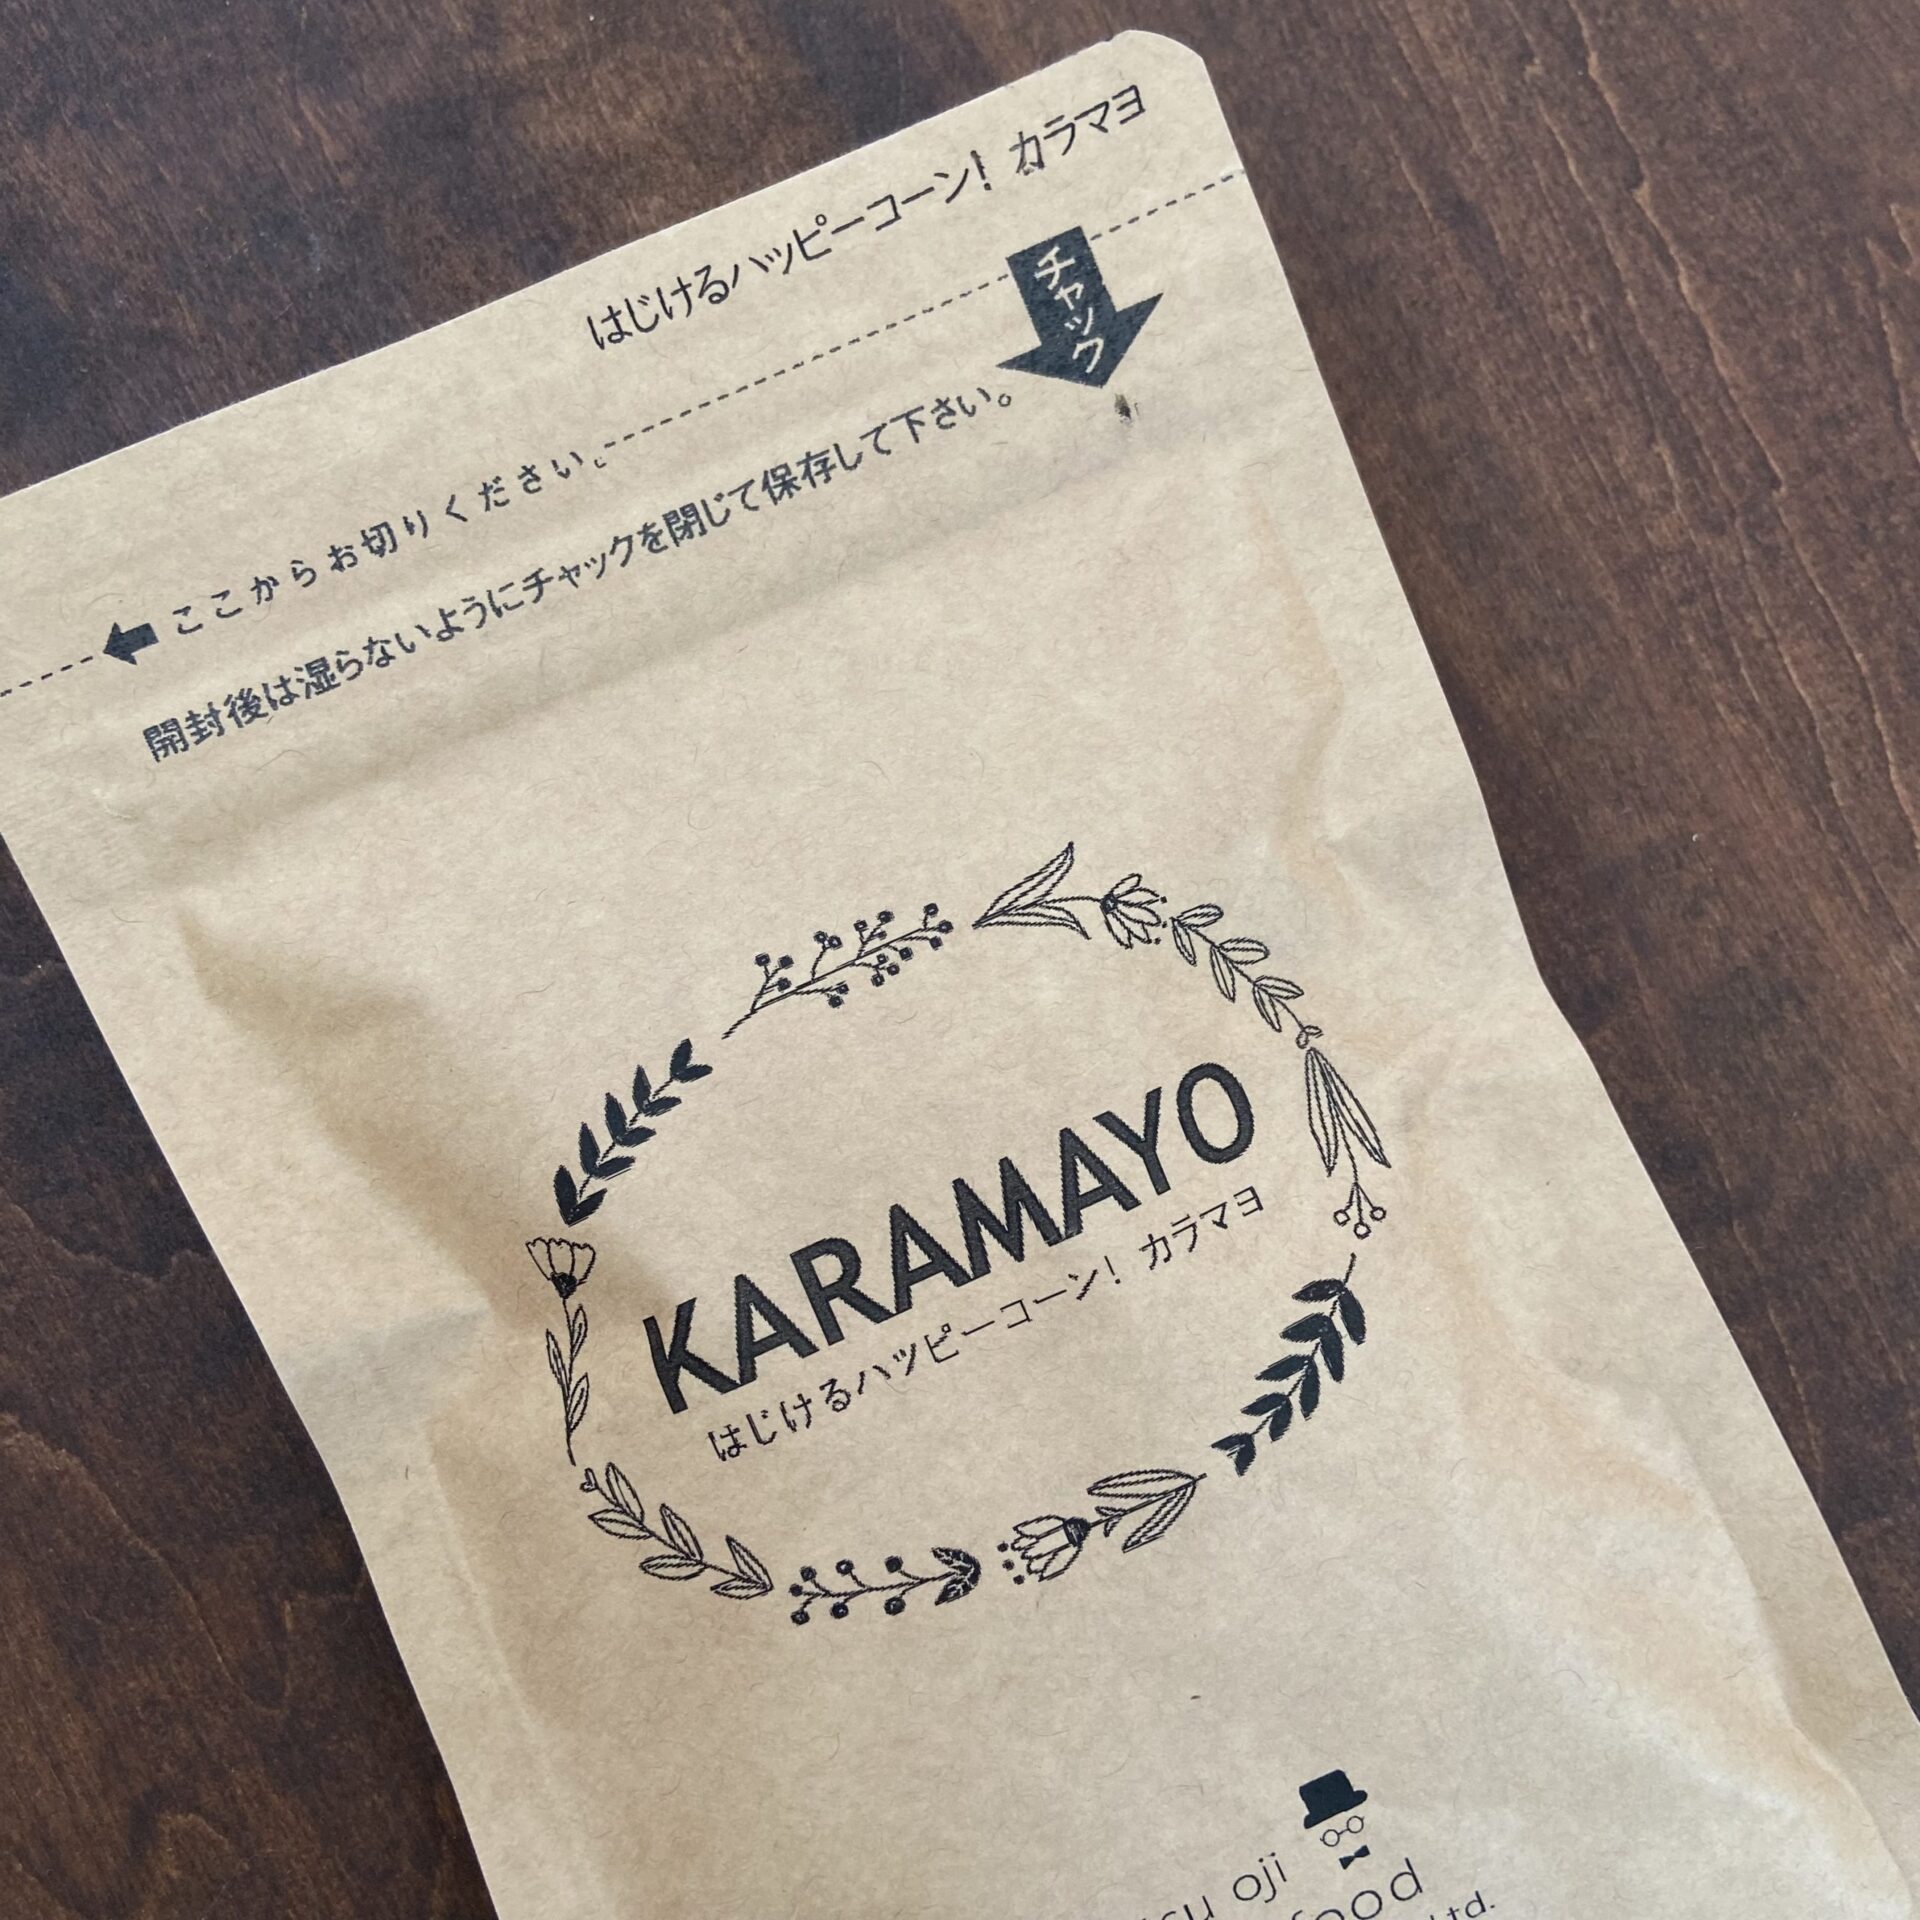 はじけるハッピーコーン! カラマヨ
チャック
ここからお切りください。
開封後は湿らないようにチャックを閉じて保存して下さい。
KARAMAYO
はじけるハッピーコーン! カラマヨ
oji